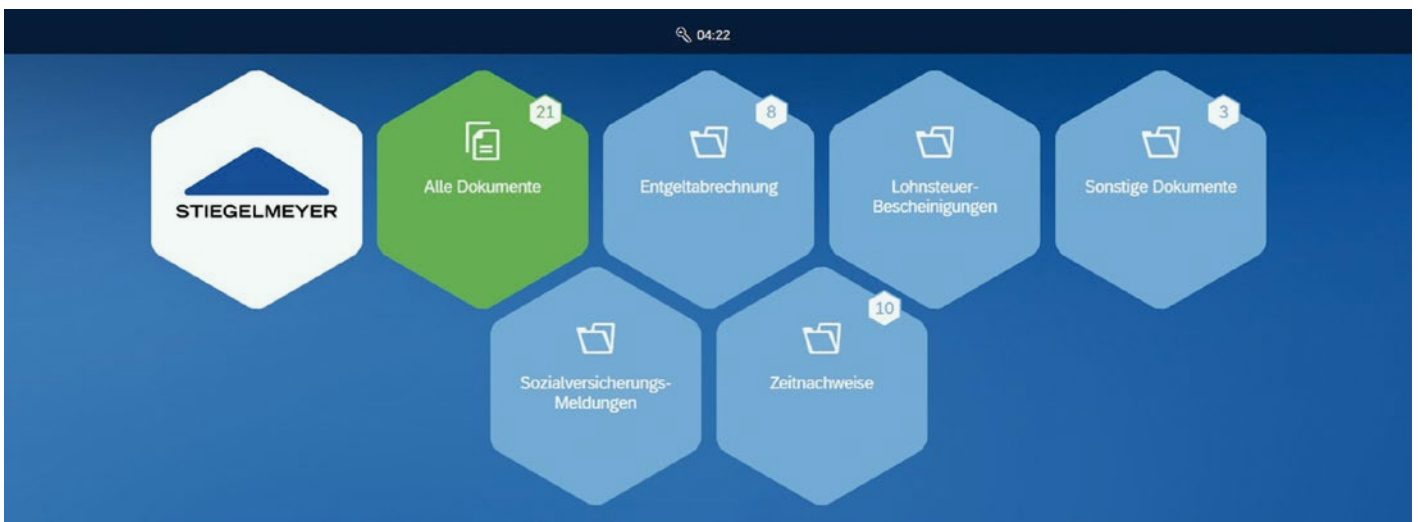 04:22
STIEGELMEYER
21
Alle Dokumente
8
Entgeltabrechnung
Lohnsteuer-
Bescheinigungen
3
Sonstige Dokumente
Sozialversicherungs-
Meldungen
10
Zeitnachweise